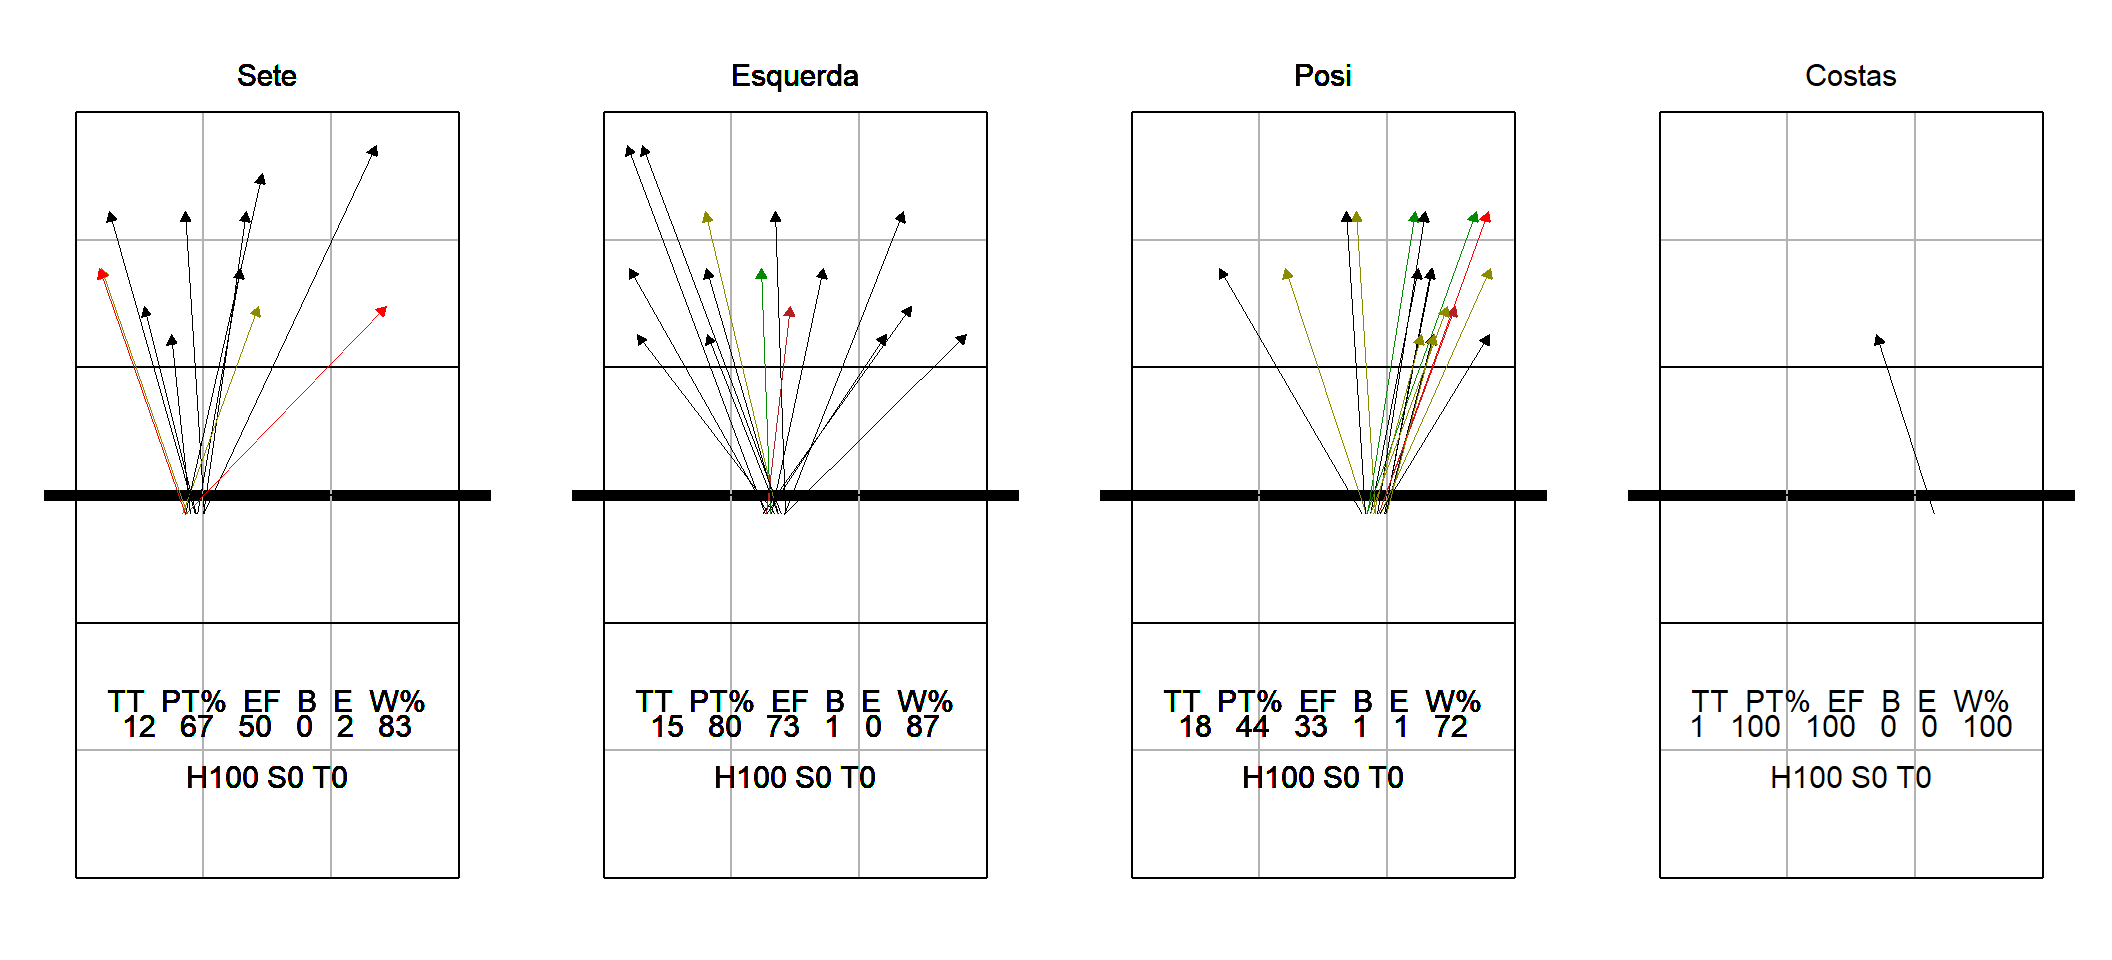 Sete
TT PT% EF B E W%
12 67 50 0 2 83
H100 S0 T0
Esquerda
TT PT% EF B E W%
15 80 73 1 0 87
H100 S0 T0
Posi
TT PT% EF B E W%
18 44 33 1 1 72
H100 S0 T0
Costas
TT PT% EF B E W%
1 100 100 0 0 100
H100 S0 T0